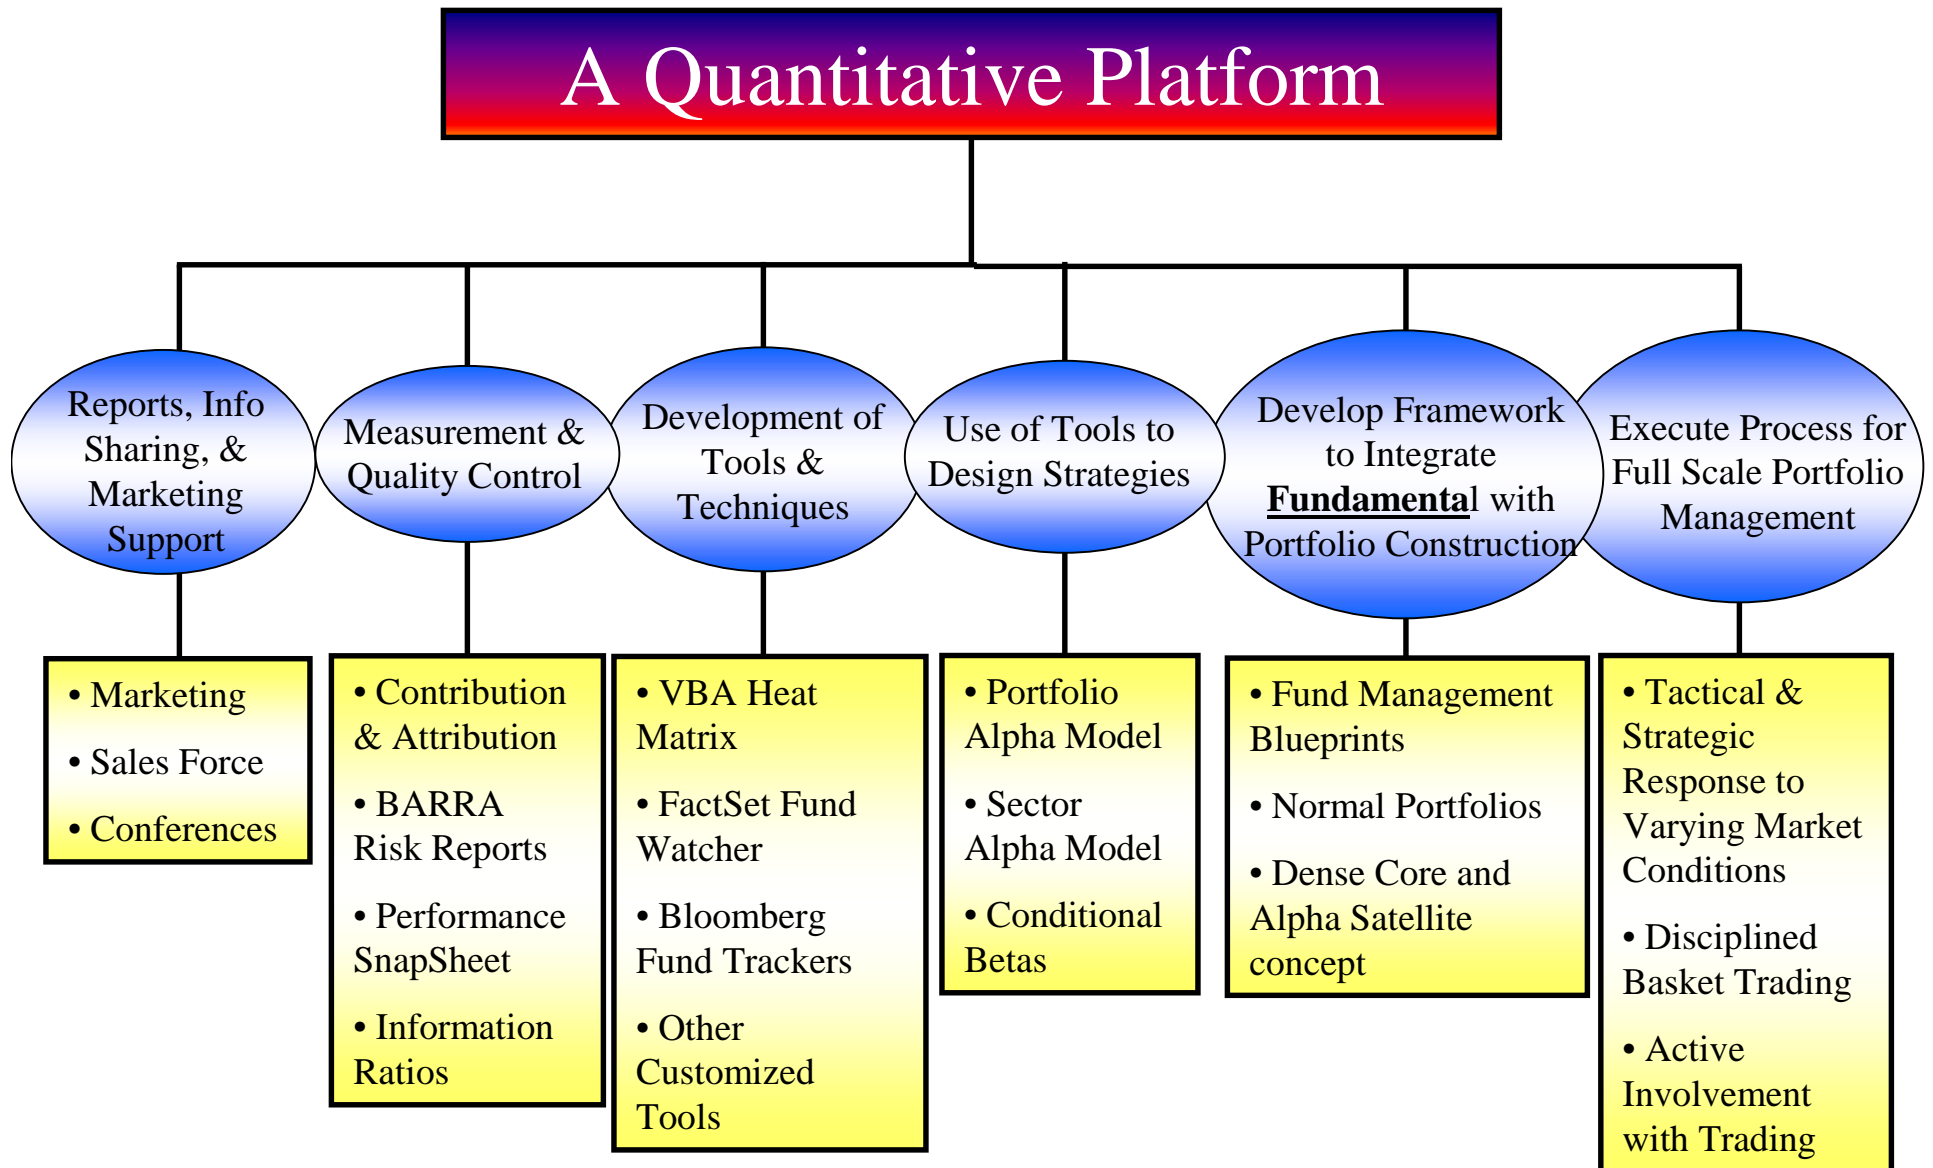 A Quantitative Platform
Reports, Info
Sharing, &
Marketing
Support
Measurement &
Quality Control
Development of
Tools &
Techniques
Use of Tools to
Design Strategies
Develop Framework
to Integrate
Fundamental with
Portfolio Construction
Execute Process for
Full Scale Portfolio
Management
• Marketing
• Sales Force
• Conferences
• Contribution
& Attribution
• BARRA
Risk Reports
• Performance
SnapSheet
• Information
Ratios
• VBA Heat
Matrix
• FactSet Fund
Watcher
• Bloomberg
Fund Trackers
• Other
Customized
Tools
• Portfolio
Alpha Model
• Sector
Alpha Model
• Conditional
Betas
• Fund Management
Blueprints
• Normal Portfolios
• Dense Core and
Alpha Satellite
concept
• Tactical &
Strategic
Response to
Varying Market
Conditions
• Disciplined
Basket Trading
• Active
Involvement
with Trading